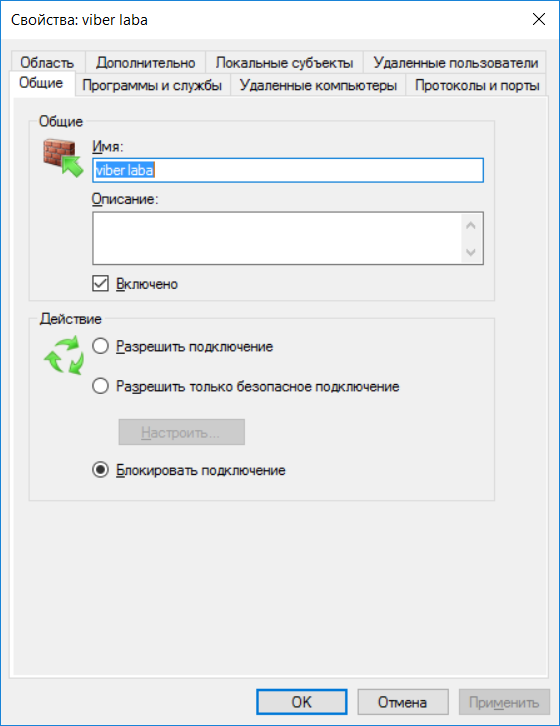 Свойства: viber laba
Область Дополнительно Локальные субъекты Удаленные пользователи
Общие Программы и службы Удаленные компьютеры Протоколы и порты
Общие
Имя:
viber laba
Описание:
Включено
Действие
Разрешить подключение
Разрешить только безопасное подключение
Настроить...
Блокировать подключение
OK Отмена Применить